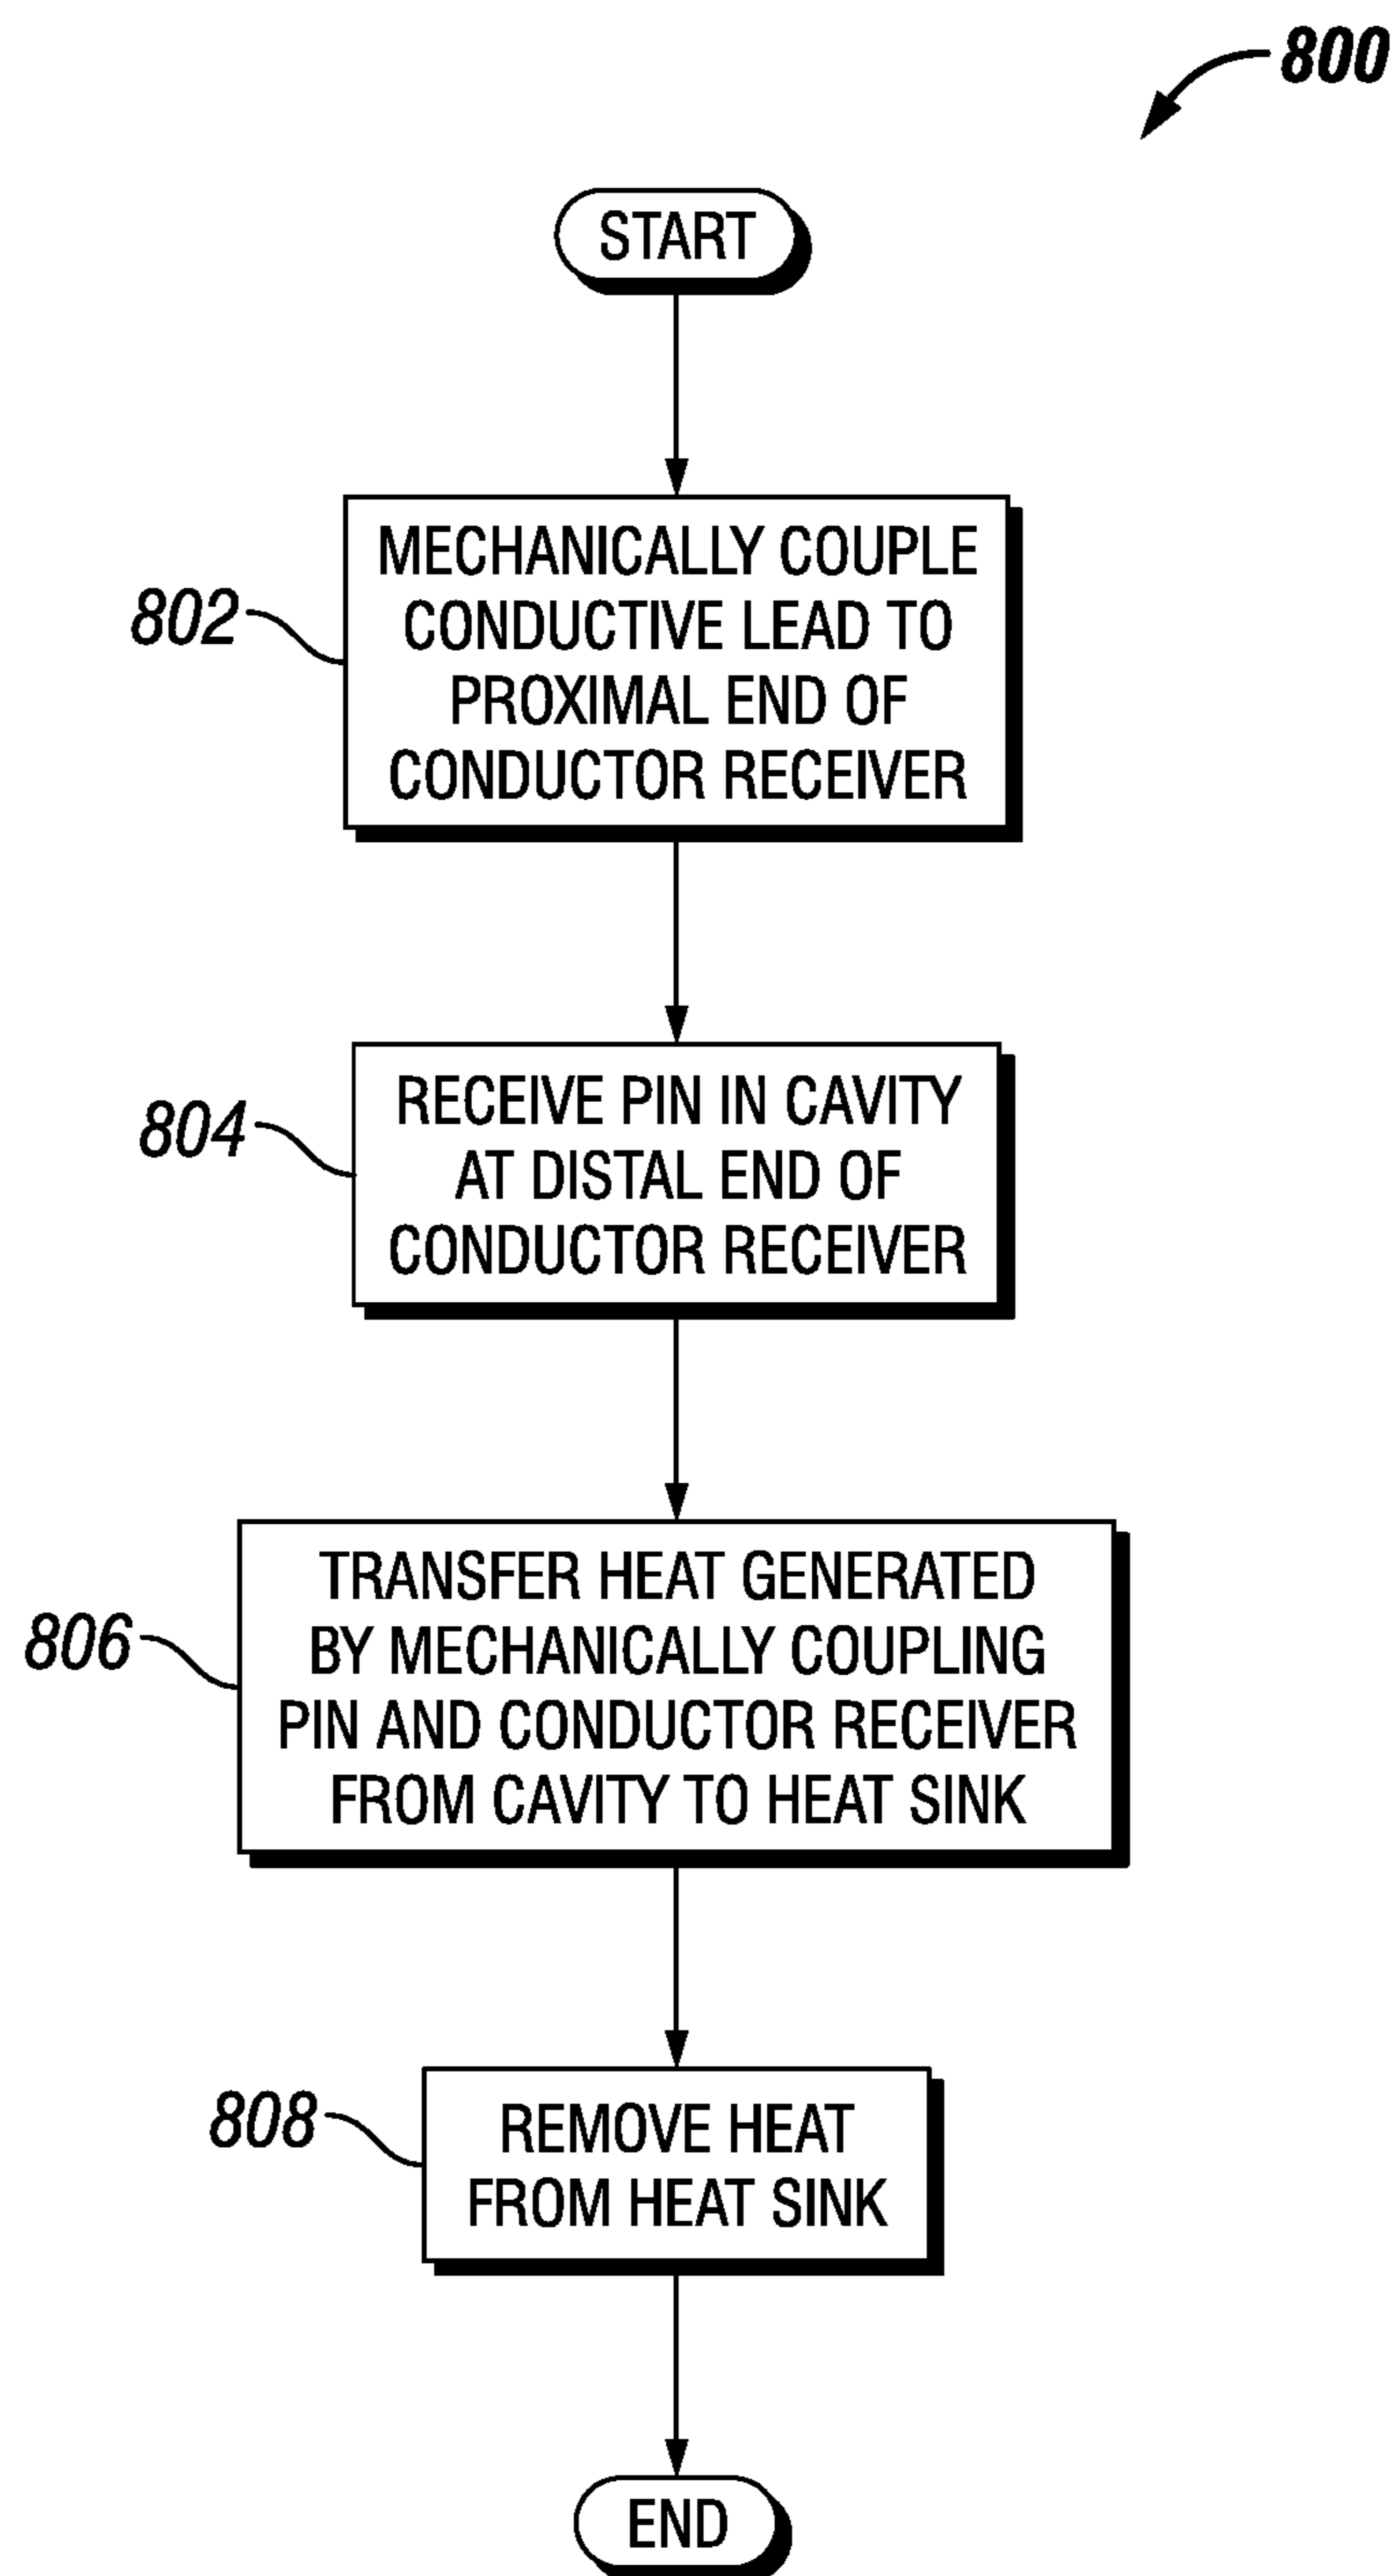 800
START
802
MECHANICALLY COUPLE
CONDUCTIVE LEAD TO
PROXIMAL END OF
CONDUCTOR RECEIVER
804
RECEIVE PIN IN CAVITY
AT DISTAL END OF
CONDUCTOR RECEIVER
806
TRANSFER HEAT GENERATED
BY MECHANICALLY COUPLING
PIN AND CONDUCTOR RECEIVER
FROM CAVITY TO HEAT SINK
808
REMOVE HEAT
FROM HEAT SINK
END